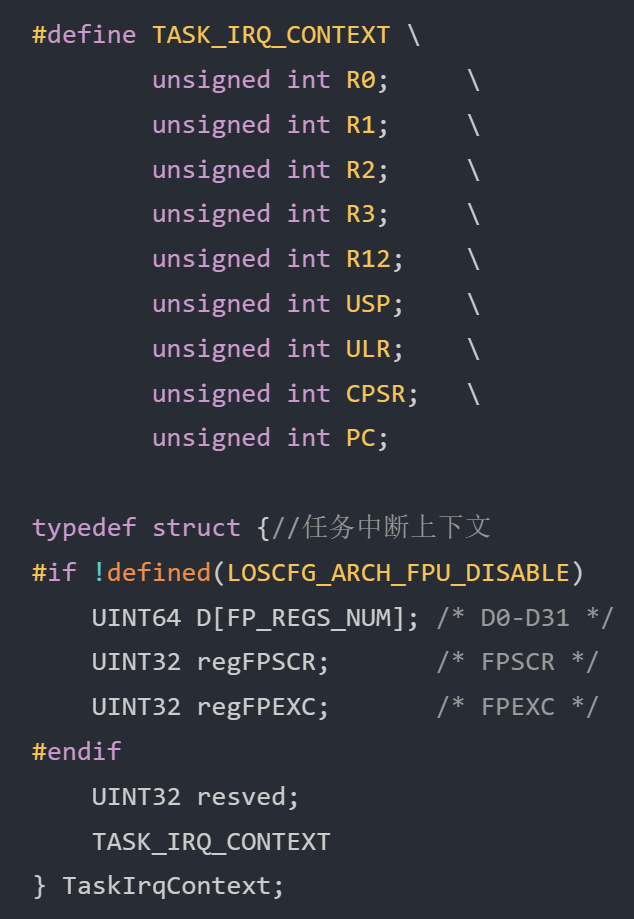 #define TASK_IRQ_CONTEXT \
        unsigned int R0;     \
        unsigned int R1;     \
        unsigned int R2;     \
        unsigned int R3;     \
        unsigned int R12;    \
        unsigned int USP;    \
        unsigned int ULR;    \
        unsigned int CPSR;   \
        unsigned int PC;

typedef struct {//任务中断上下文
#if !defined(LOSCFG_ARCH_FPU_DISABLE)
    UINT64 D[FP_REGS_NUM]; /* D0-D31 */
    UINT32 regFPSCR;       /* FPSCR */
    UINT32 regFPEXC;       /* FPEXC */
#endif
    UINT32 resved;
    TASK_IRQ_CONTEXT
} TaskIrqContext;